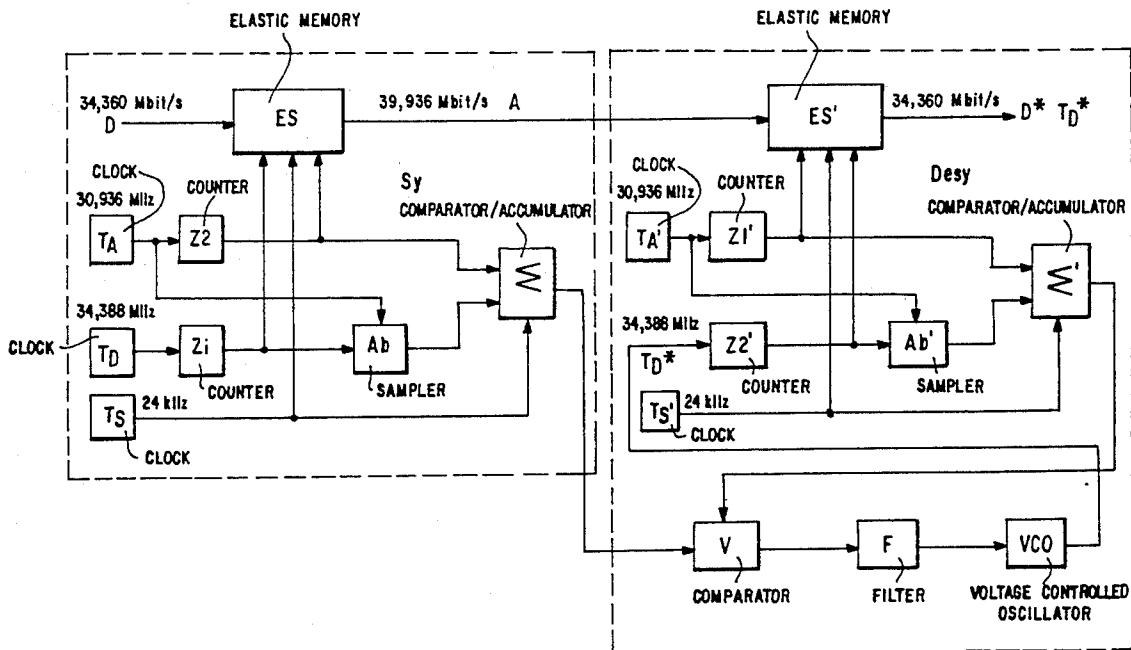 ELASTIC MEMORY
34,360 Mbit/s
D
ES
39,936 Mbit/s A
CLOCK
30,936 MHz
COUNTER
TA
Z2
Sy
COMPARATOR/ACCUMULATOR
Σ
34,388 MHz
CLOCK
TD
Zi
COUNTER
Ab
SAMPLER
TS
24 kHz
CLOCK
ELASTIC MEMORY
ES'
34,360 Mbit/s
D* TD*
CLOCK
30,936 MHz
COUNTER
TA'
Z1'
Desy
COMPARATOR/ACCUMULATOR
Σ'
34,388 MHz
TD*
Z2'
COUNTER
Ab'
SAMPLER
TS'
24 kHz
CLOCK
V
COMPARATOR
F
FILTER
VCO
VOLTAGE CONTROLLED
OSCILLATOR